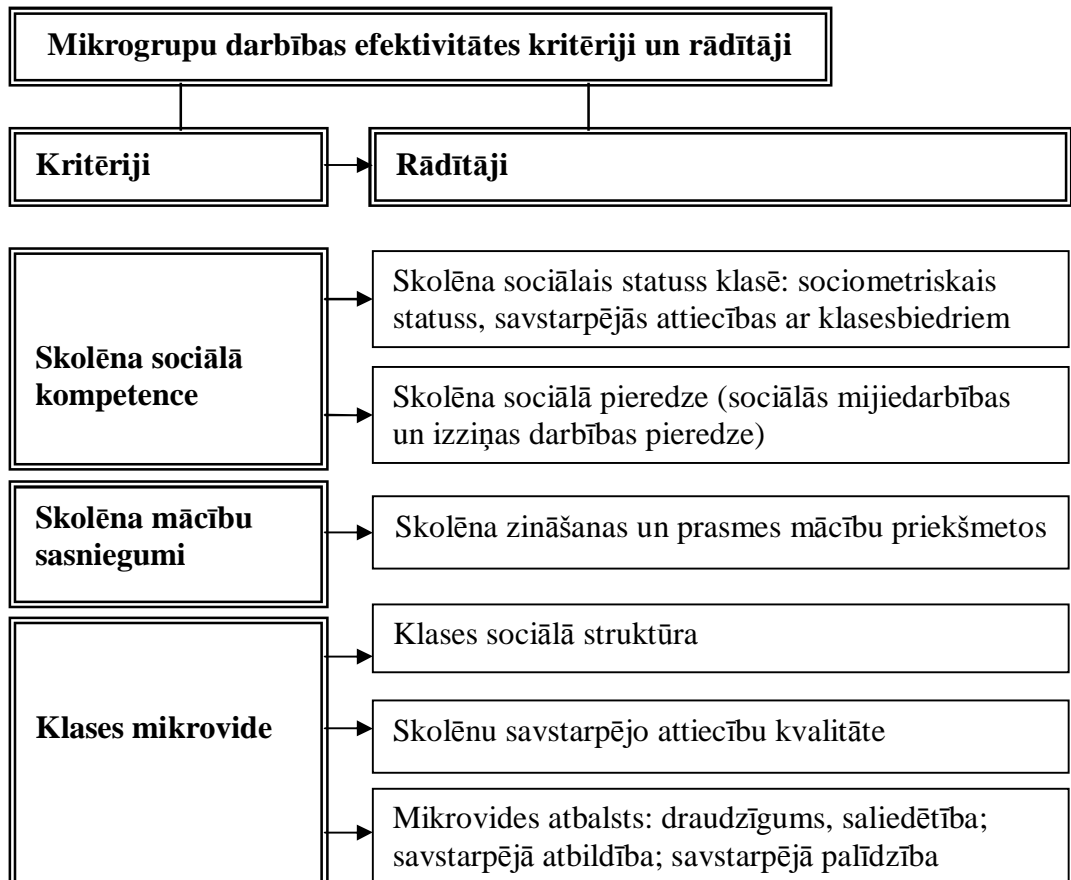 Mikrogrupu darbības efektivitātes kritēriji un rādītāji
Kritēriji
Rādītāji
Skolēna sociālā
kompetence
Skolēna sociālais statuss klasē: sociometriskais
statuss, savstarpējās attiecības ar klasesbiedriem
Skolēna sociālā pieredze (sociālās mijiedarbības
un izziņas darbības pieredze)
Skolēna mācību
sasniegumi
Skolēna zināšanas un prasmes mācību priekšmetos
Klases mikrovide
Klases sociālā struktūra
Skolēnu savstarpējo attiecību kvalitāte
Mikrovides atbalsts: draudzīgums, saliedētība;
savstarpējā atbildība; savstarpējā palīdzība